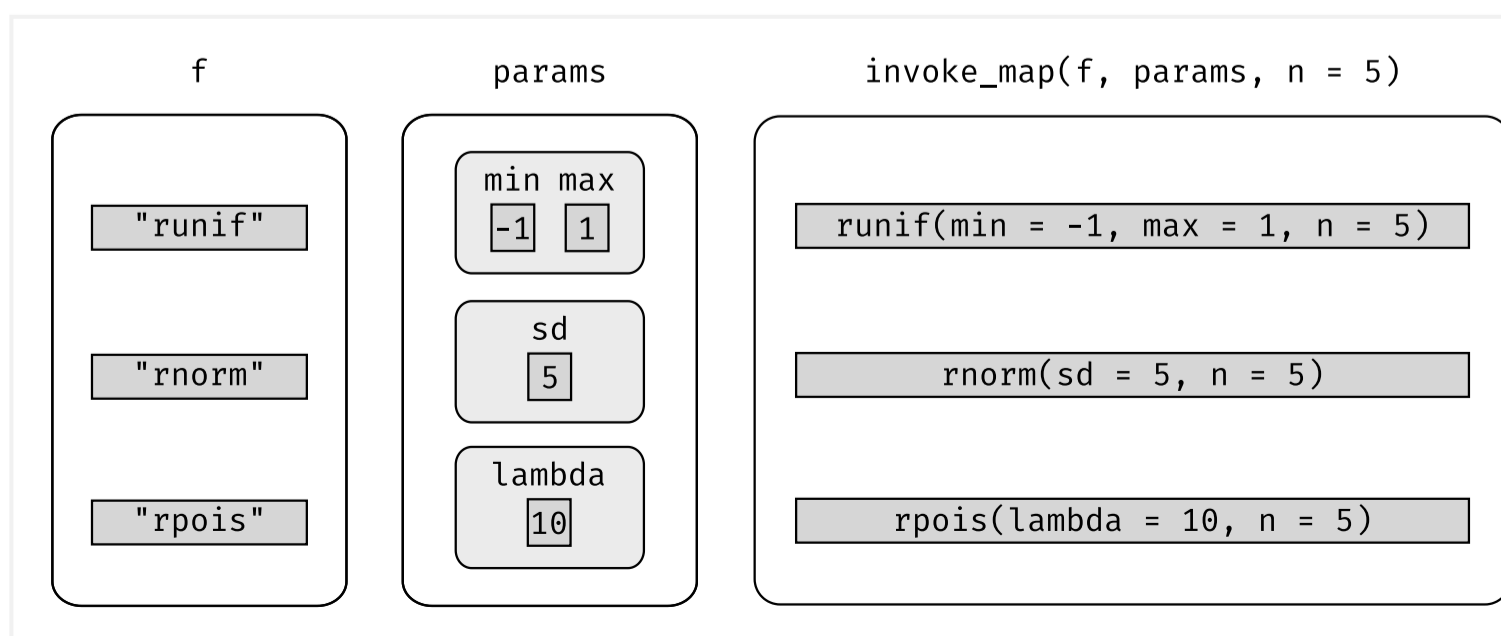 f
params
invoke_map(f, params, n = 5)
"runif"
min max
-1 1
runif(min = -1, max = 1, n = 5)
"rnorm"
sd
5
rnorm(sd = 5, n = 5)
"rpois"
lambda
10
rpois(lambda = 10, n = 5)